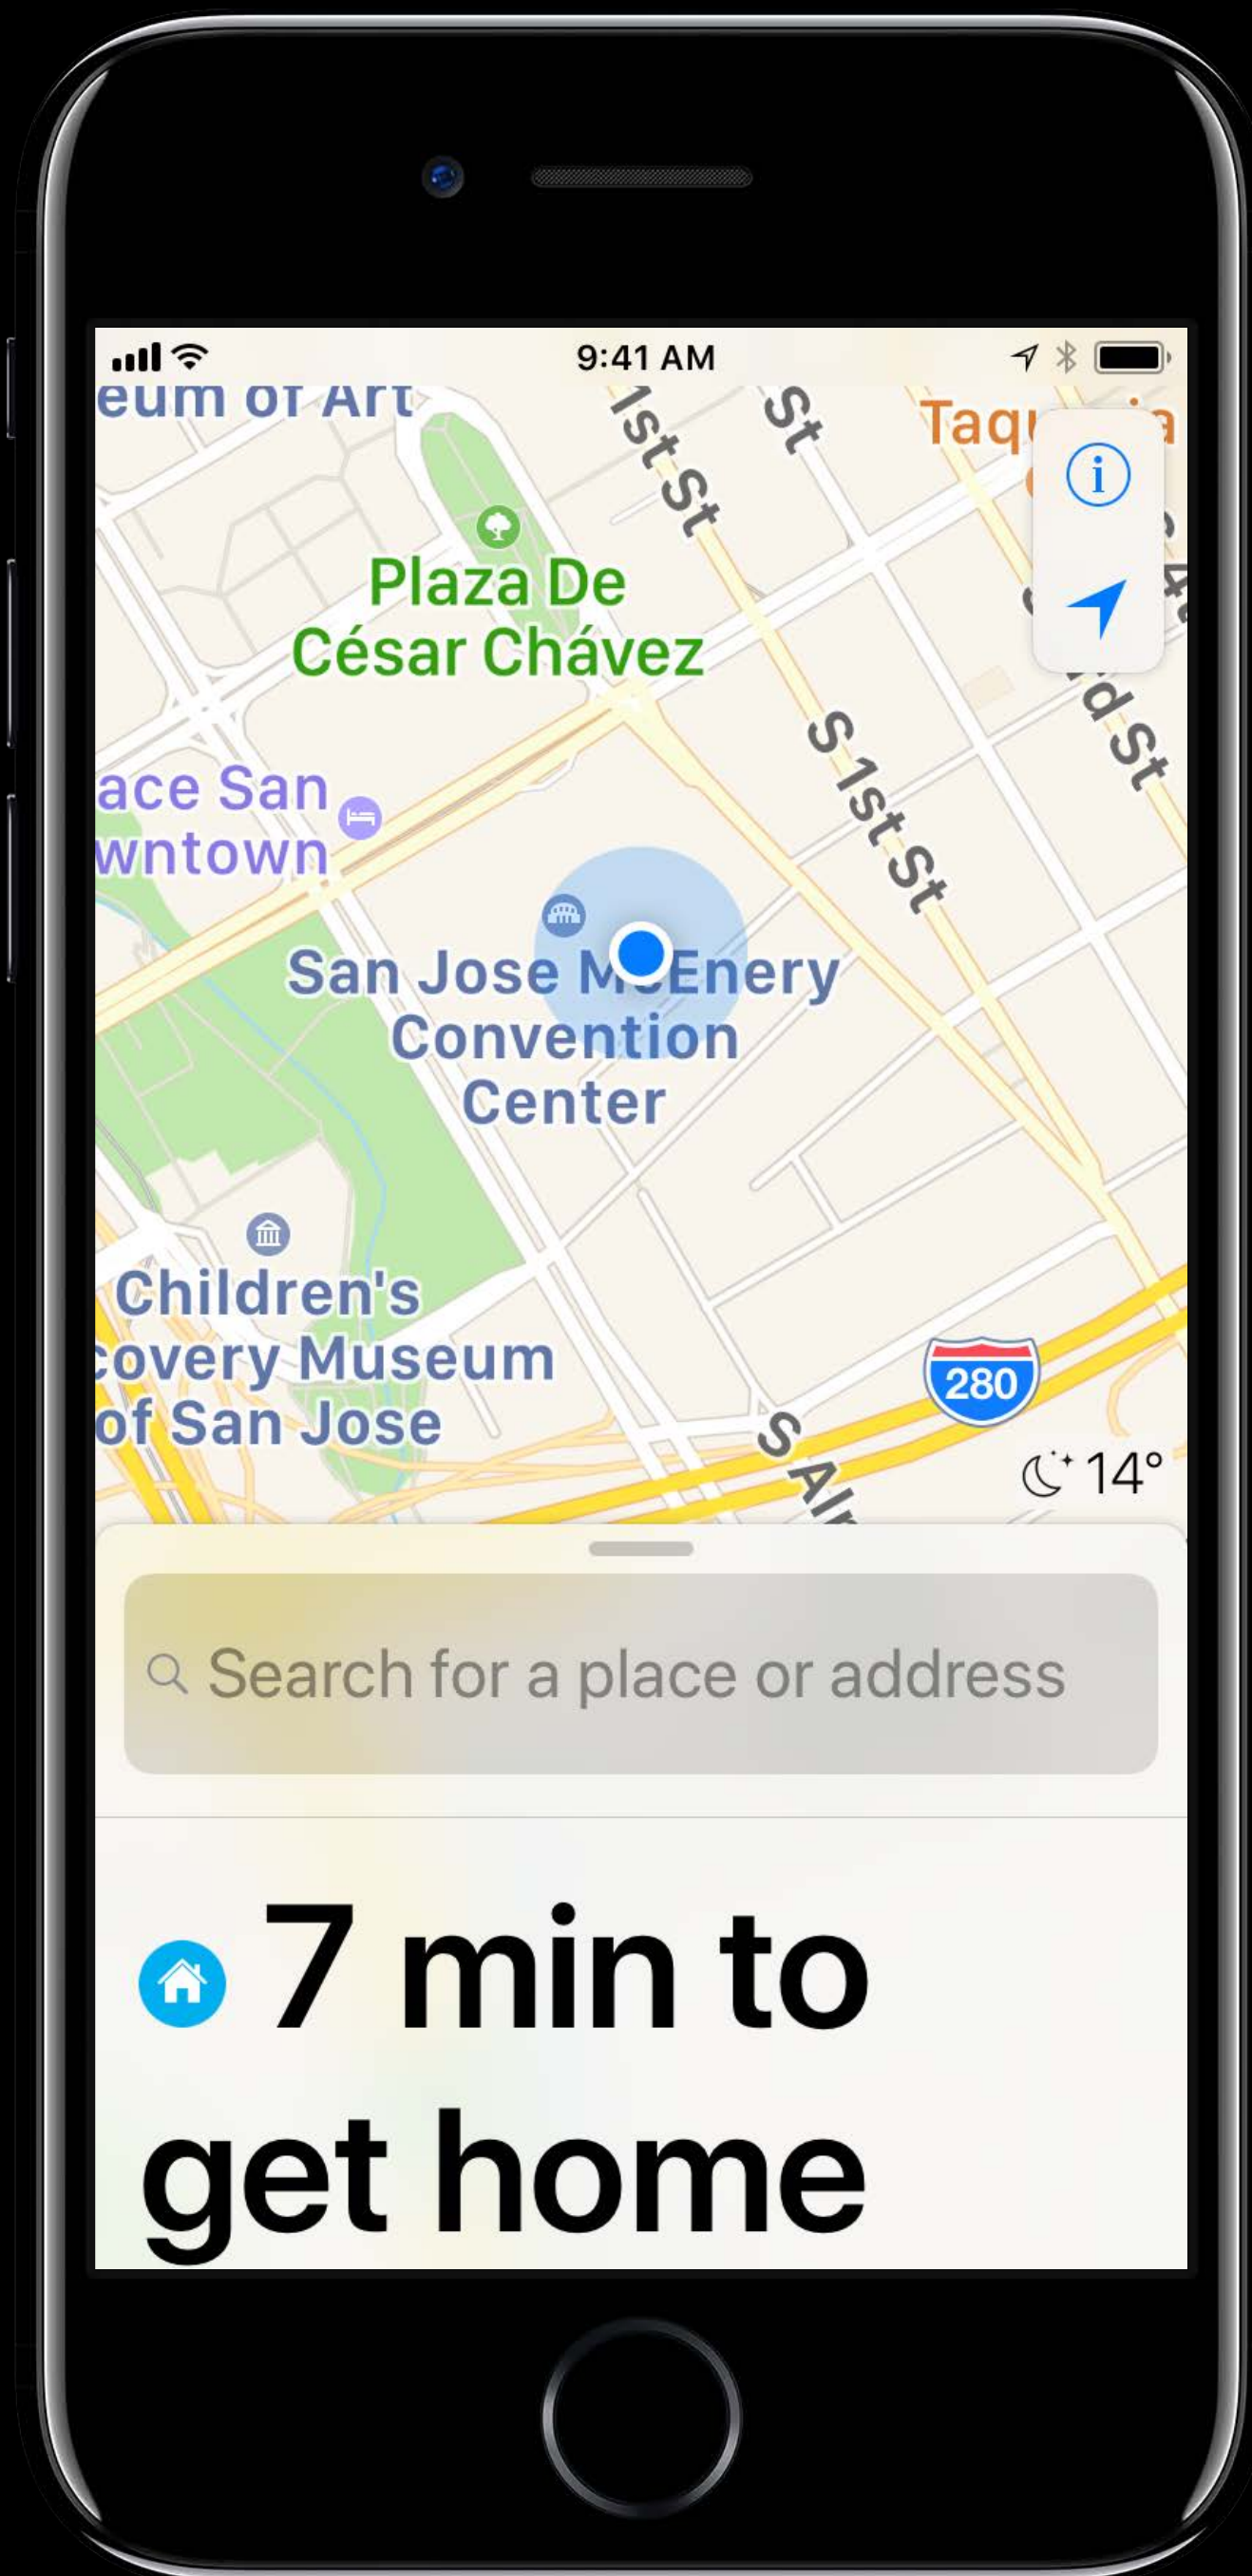 9:41 AM
eum of Art
1st St
St
Plaza De
César Chávez
S 1st St
d St
ace San
wntown
San Jose McEnery
Convention
Center
Children's
covery Museum
of San Jose
280
S Alm
14°
Search for a place or address
7 min to
get home